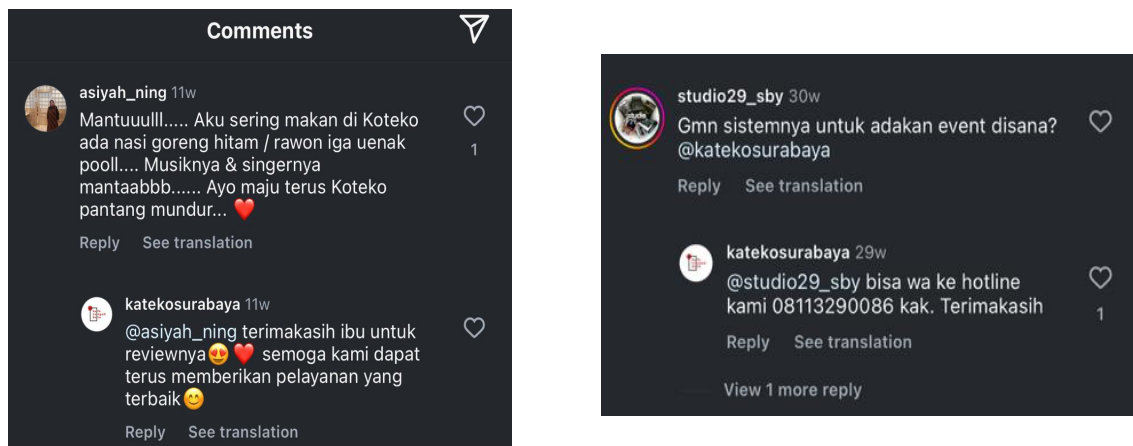 Comments
asiyah_ning 11w
Mantuuulll..... Aku sering makan di Koteko
ada nasi goreng hitam / rawon iga uenak
pooll.... Musiknya & singernya
mantaabbb...... Ayo maju terus Koteko
pantang mundur... ❤️
1
Reply See translation
katekosurabaya 11w
@asiyah_ning terimakasih ibu untuk
reviewnya😍❤️ semoga kami dapat
terus memberikan pelayanan yang
terbaik😊
Reply See translation
studio29_sby 30w
Gmn sistemnya untuk adakan event disana?
@katekosurabaya
Reply See translation
katekosurabaya 29w
@studio29_sby bisa wa ke hotline
kami 08113290086 kak. Terimakasih
1
Reply See translation
View 1 more reply